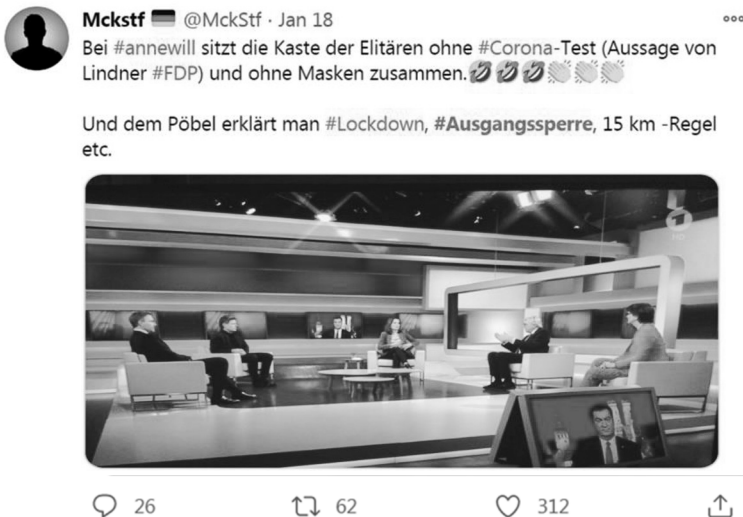 Mckstf @MckStf · Jan 18
Bei #annewill sitzt die Kaste der Elitären ohne #Corona-Test (Aussage von
Lindner #FDP) und ohne Masken zusammen.🤣🤣🤣👏👏👏
Und dem Pöbel erklärt man #Lockdown, #Ausgangssperre, 15 km -Regel
etc.
26 62 312